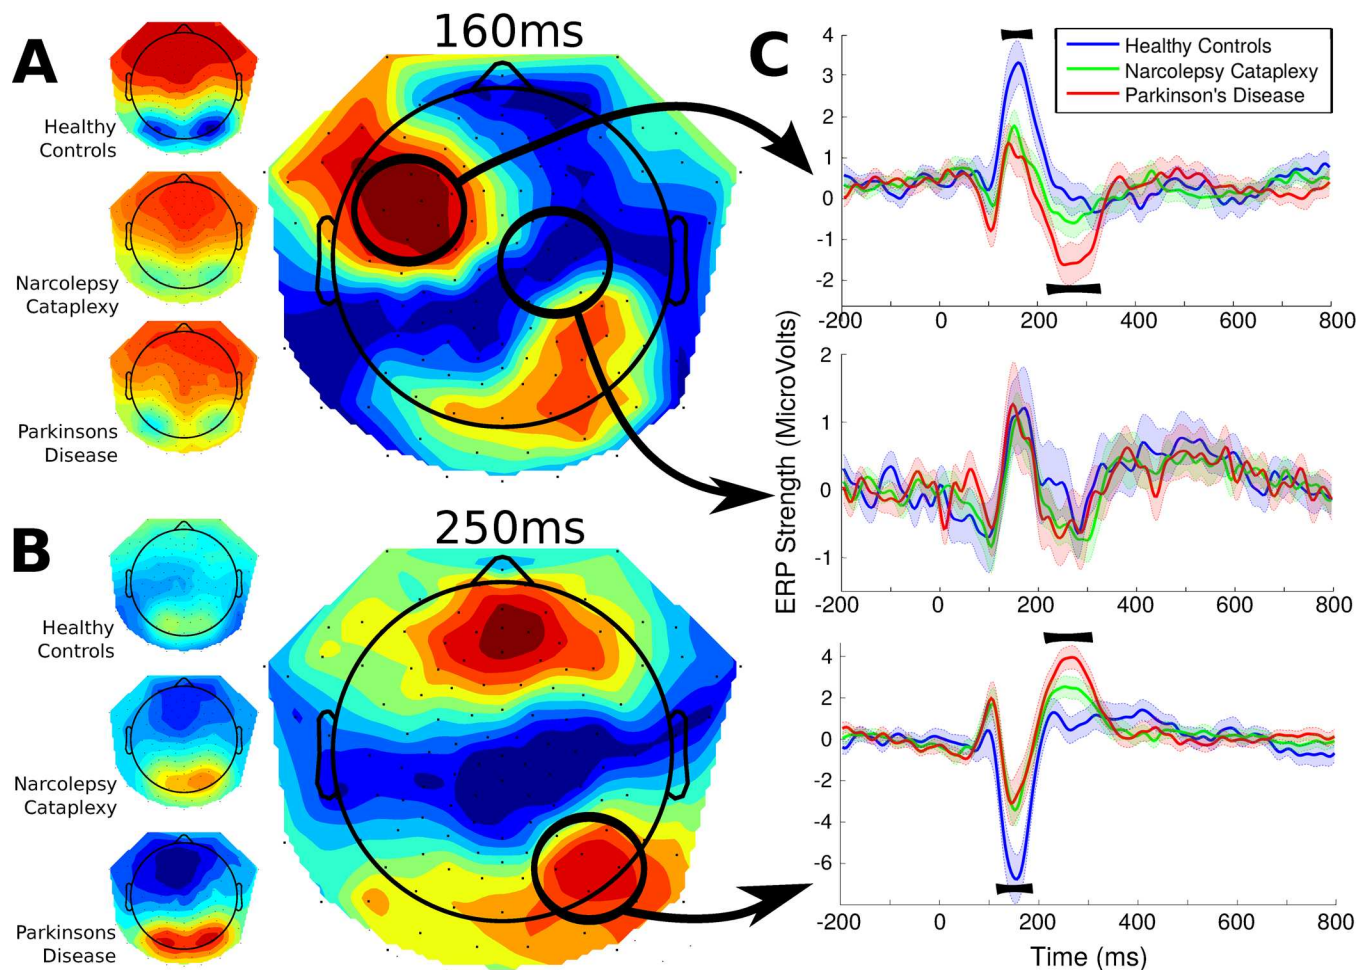 A
Healthy
Controls
Narcolepsy
Cataplexy
Parkinsons
Disease
160ms
B
Healthy
Controls
Narcolepsy
Cataplexy
Parkinsons
Disease
250ms
C
Healthy Controls
Narcolepsy Cataplexy
Parkinson's Disease
4
3
2
1
0
-1
-2
-200 0 200 400 600 800
ERP Strength (MicroVolts)
2
1
0
-1
-200 0 200 400 600 800
4
2
0
-2
-4
-6
-200 0 200 400 600 800
Time (ms)